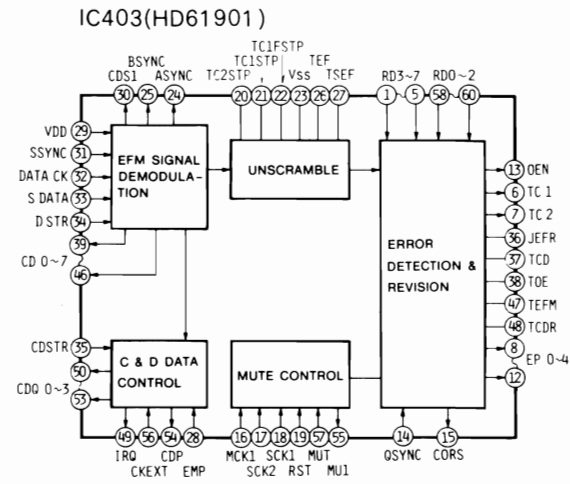 IC403(HD61901)
TC1FSTP
BSYNC TC1STP TEF
CDS1 ASYNC TC2STP Vss TSEF RD3~7 RD0~2
30 25 24 20 21 22 23 26 27 1 5 58 60
VDD 29
SSYNC 31
DATA CK 32
S DATA 33
D STR 34
39
CD 0~7
46
EFM SIGNAL
DEMODULA-
TION
UNSCRAMBLE
ERROR
DETECTION &
REVISION
13 OEN
6 TC 1
7 TC 2
36 JEFR
37 TCD
38 TOE
47 TEFM
48 TCDR
8 EP 0~4
12
CDSTR 35
50
CDQ 0~3
53
C & D DATA
CONTROL
MUTE CONTROL
49 56 54 28 16 17 18 19 57 55 14 15
IRQ CDP MCK1 SCK1 MUT QSYNC CORS
CKEXT EMP SCK2 RST MU1